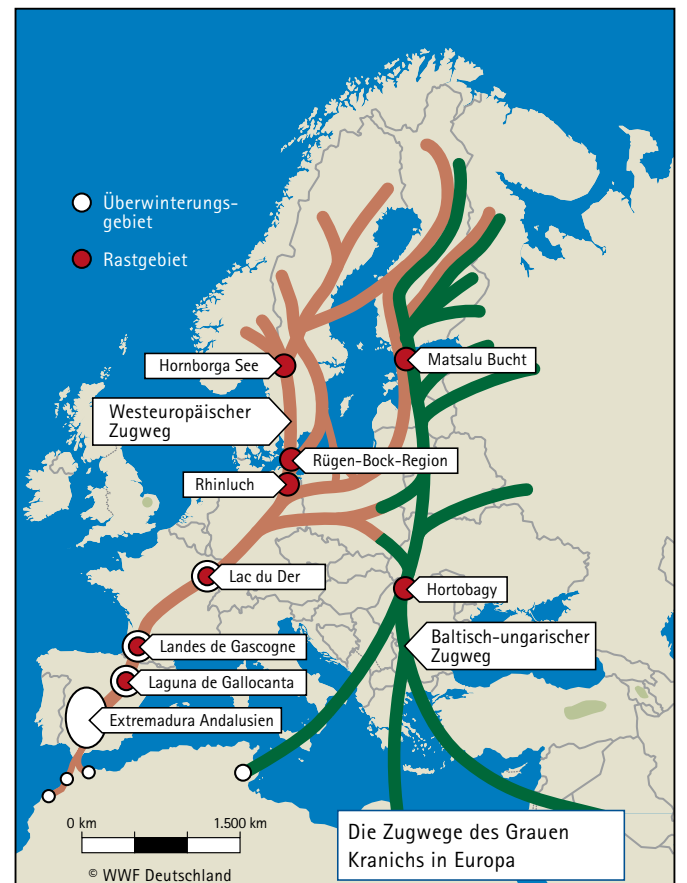 Überwinterungs-
gebiet
Rastgebiet
Hornborga See
Matsalu Bucht
Westeuropäischer
Zugweg
Rügen-Bock-Region
Rhinluch
Lac du Der
Hortobagy
Landes de Gascogne
Baltisch-ungarischer
Zugweg
Laguna de Gallocanta
Extremadura Andalusien
0 km
1.500 km
© WWF Deutschland
Die Zugwege des Grauen
Kranichs in Europa